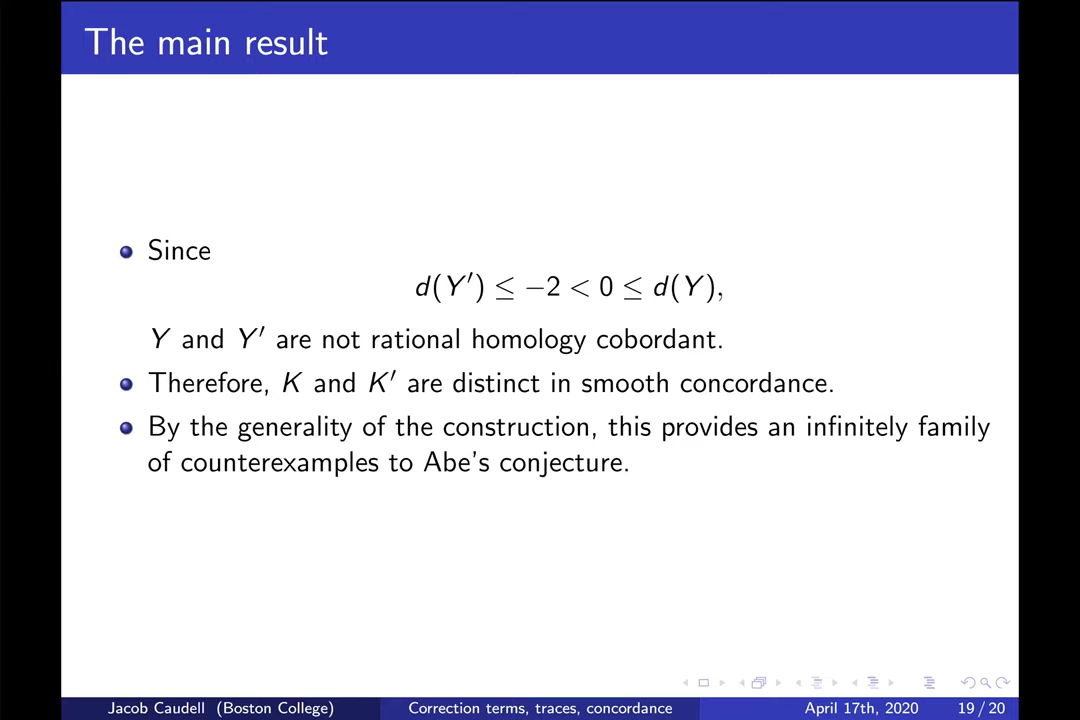 The main result
Since
d(Y′) ≤ −2 < 0 ≤ d(Y),
Y and Y′ are not rational homology cobordant.
Therefore, K and K′ are distinct in smooth concordance.
By the generality of the construction, this provides an infinitely family
of counterexamples to Abe's conjecture.
Jacob Caudell (Boston College) Correction terms, traces, concordance April 17th, 2020 19 / 20